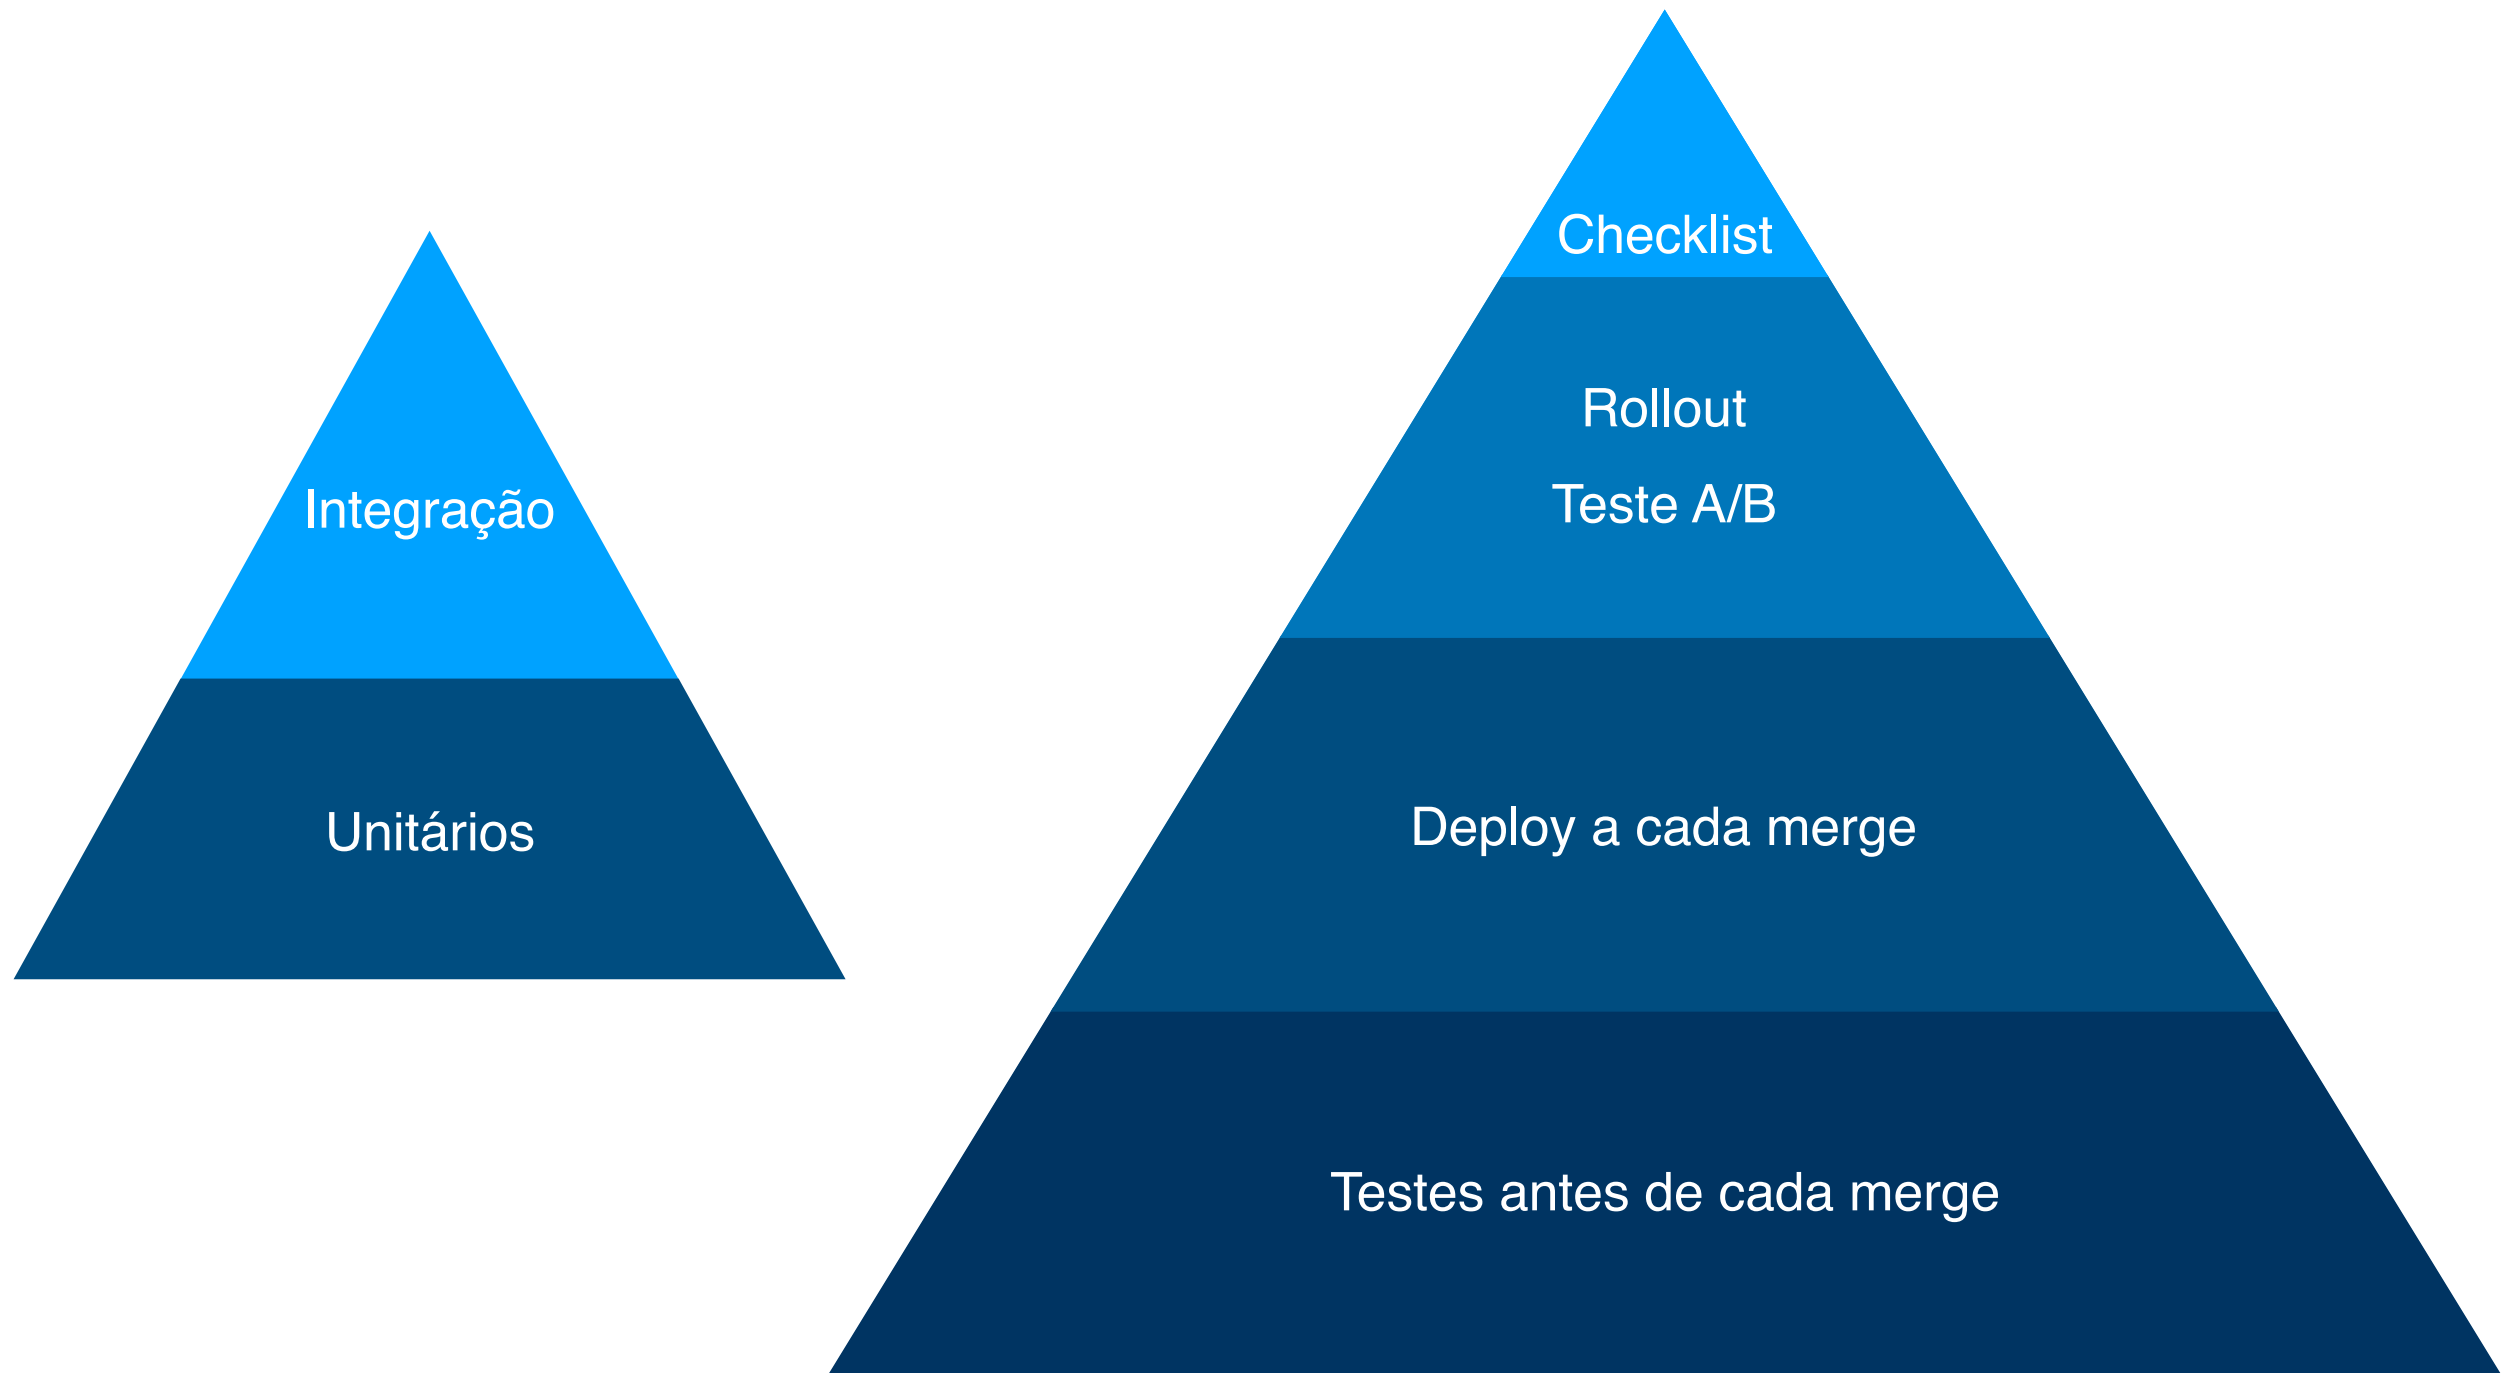 Integração
Unitários
Checklist
Rollout
Teste A/B
Deploy a cada merge
Testes antes de cada merge